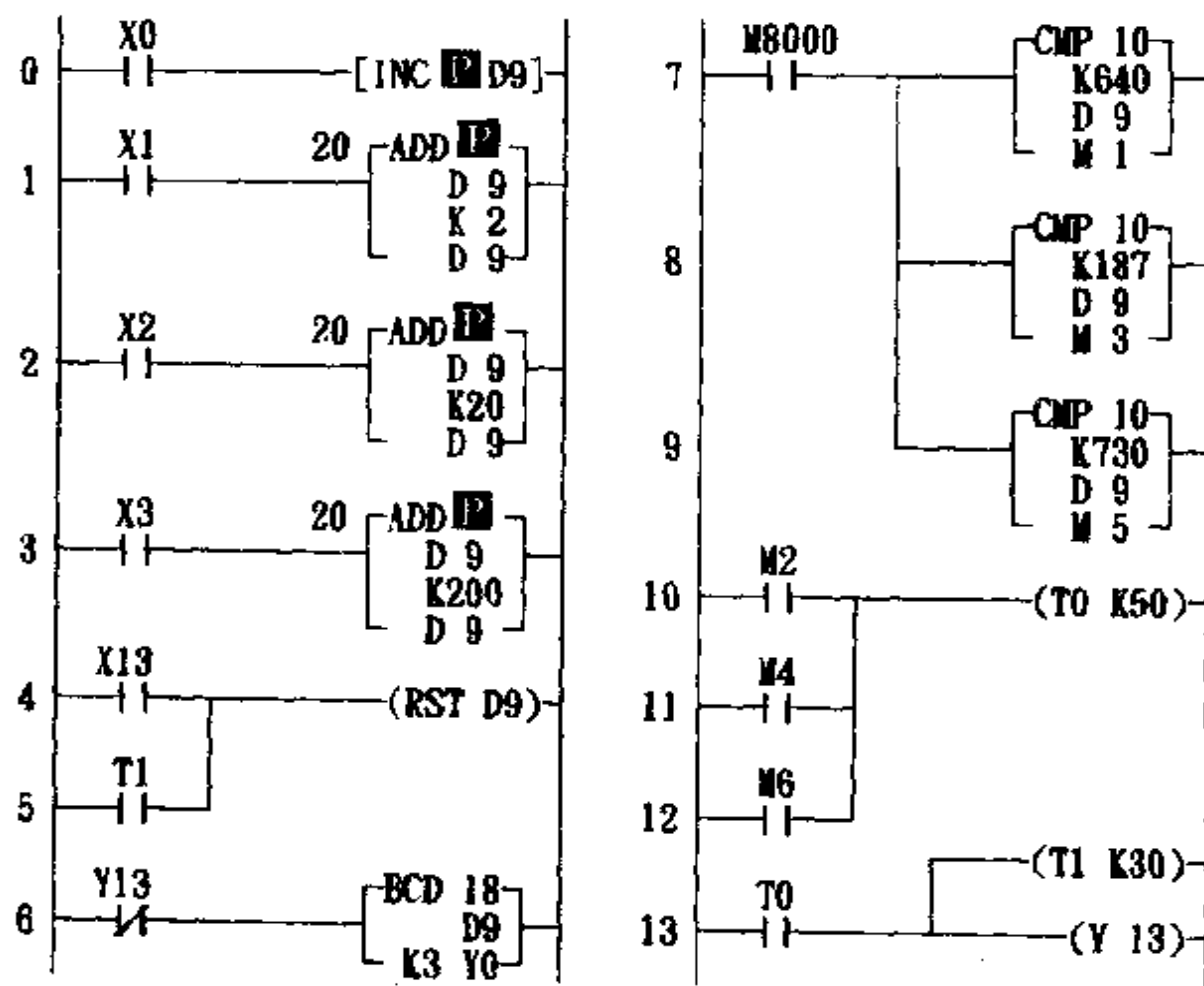 X0
0 [INC P D9]
X1
1 20 ADD P
D 9
K 2
D 9
X2
2 20 ADD P
D 9
K20
D 9
X3
3 20 ADD P
D 9
K200
D 9
X13
4 (RST D9)
T1
5
Y13
6 BCD 18
D9
K3 Y0
M8000
7 CMP 10
K640
D 9
M 1
8 CMP 10
K187
D 9
M 3
9 CMP 10
K730
D 9
M 5
M2
10 (T0 K50)
M4
11
M6
12
(T1 K30)
T0
13 (Y 13)